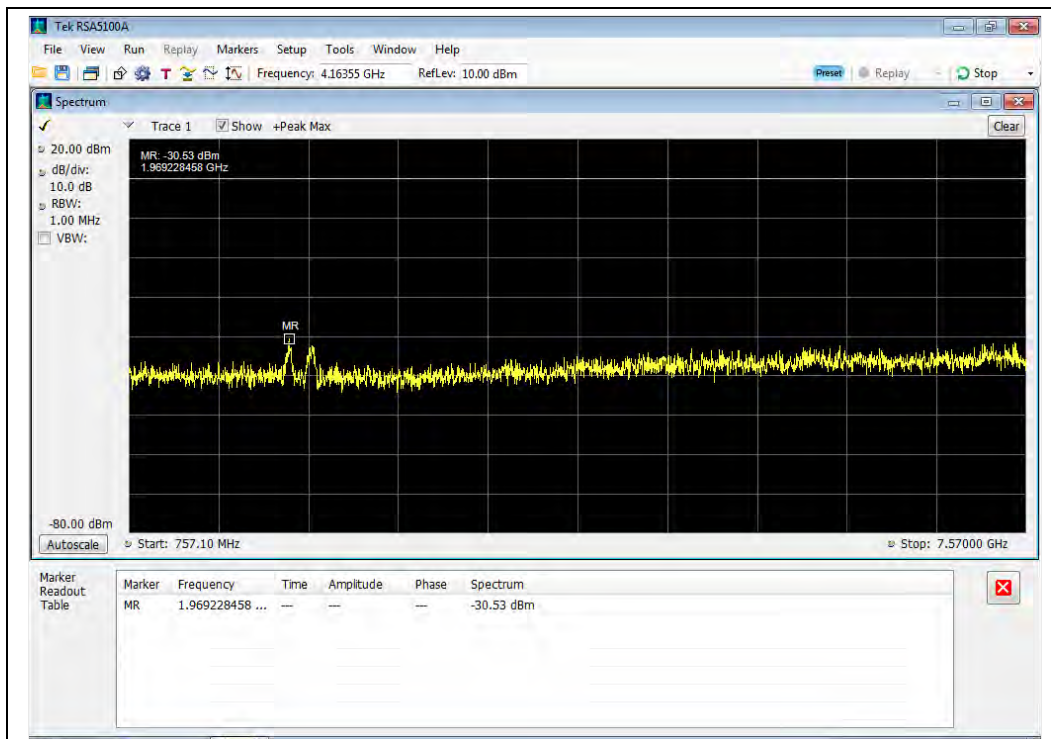 Tek RSA5100A
File View Run Replay Markers Setup Tools Window Help
Frequency: 4.16355 GHz RefLev: 10.00 dBm Preset Replay Stop
Spectrum
Trace 1 Show +Peak Max Clear
20.00 dBm
dB/div:
10.0 dB
RBW:
1.00 MHz
VBW:
MR: -30.53 dBm
1.969228458 GHz
MR
-80.00 dBm
Autoscale Start: 757.10 MHz Stop: 7.57000 GHz
Marker
Readout
Table
Marker Frequency Time Amplitude Phase Spectrum
MR 1.969228458 ... --- --- --- -30.53 dBm